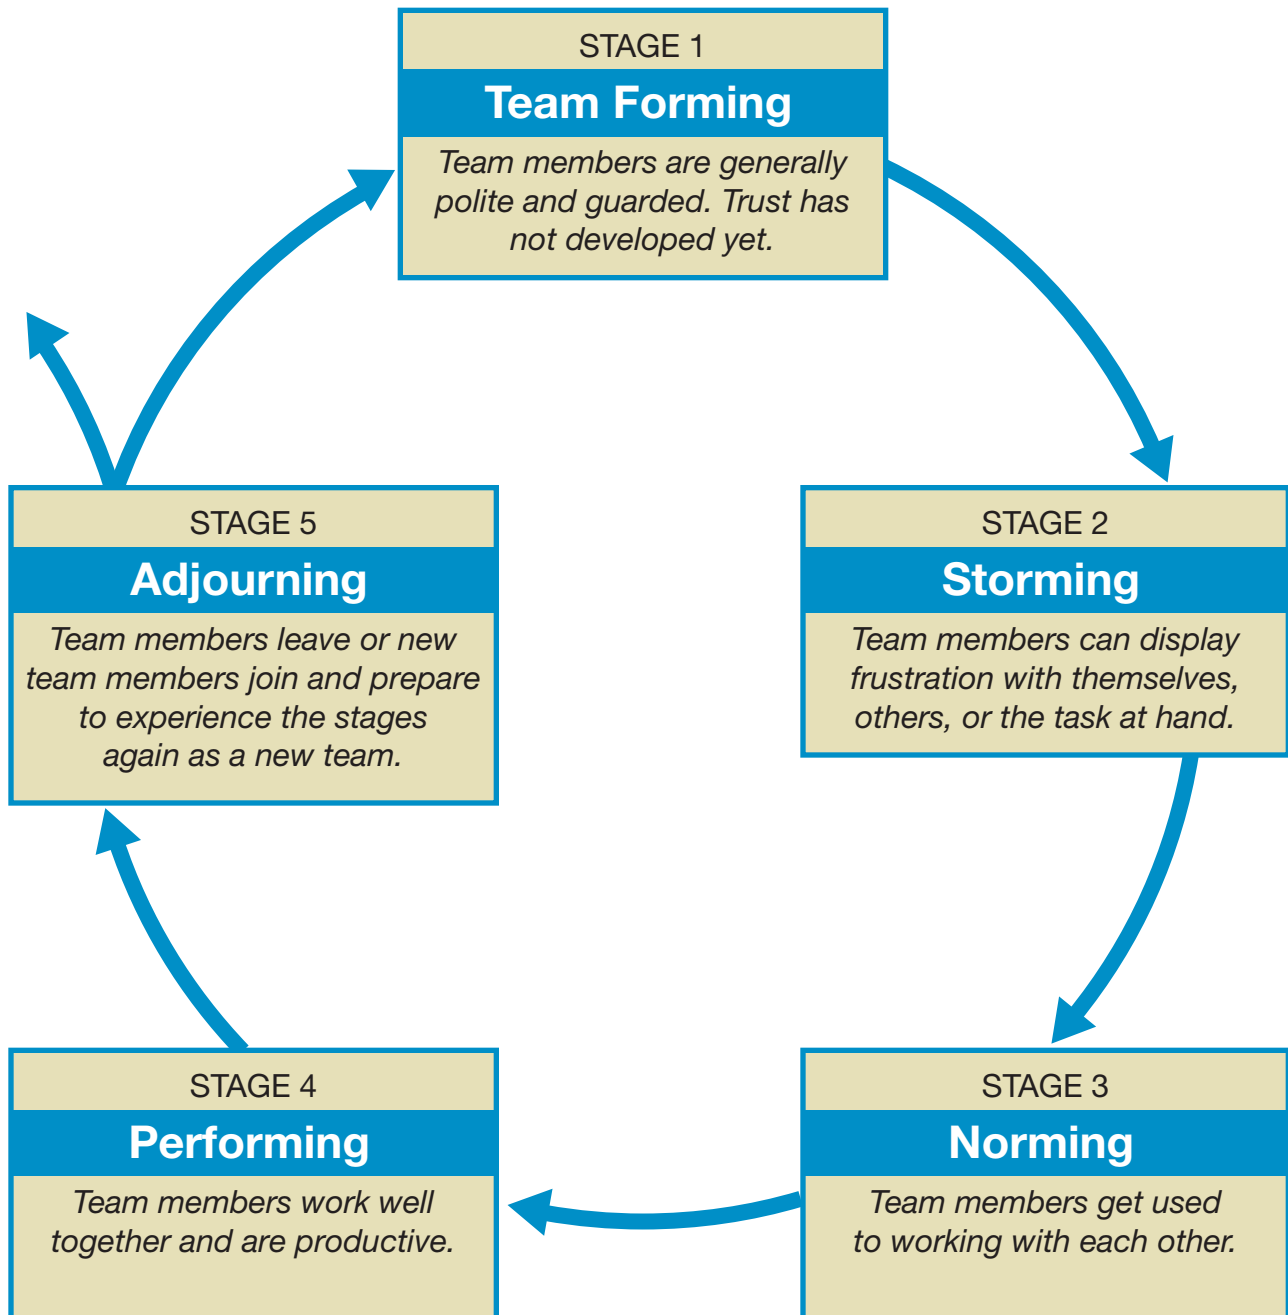 STAGE 1
Team Forming
Team members are generally
polite and guarded. Trust has
not developed yet.
STAGE 2
Storming
Team members can display
frustration with themselves,
others, or the task at hand.
STAGE 3
Norming
Team members get used
to working with each other.
STAGE 4
Performing
Team members work well
together and are productive.
STAGE 5
Adjourning
Team members leave or new
team members join and prepare
to experience the stages
again as a new team.